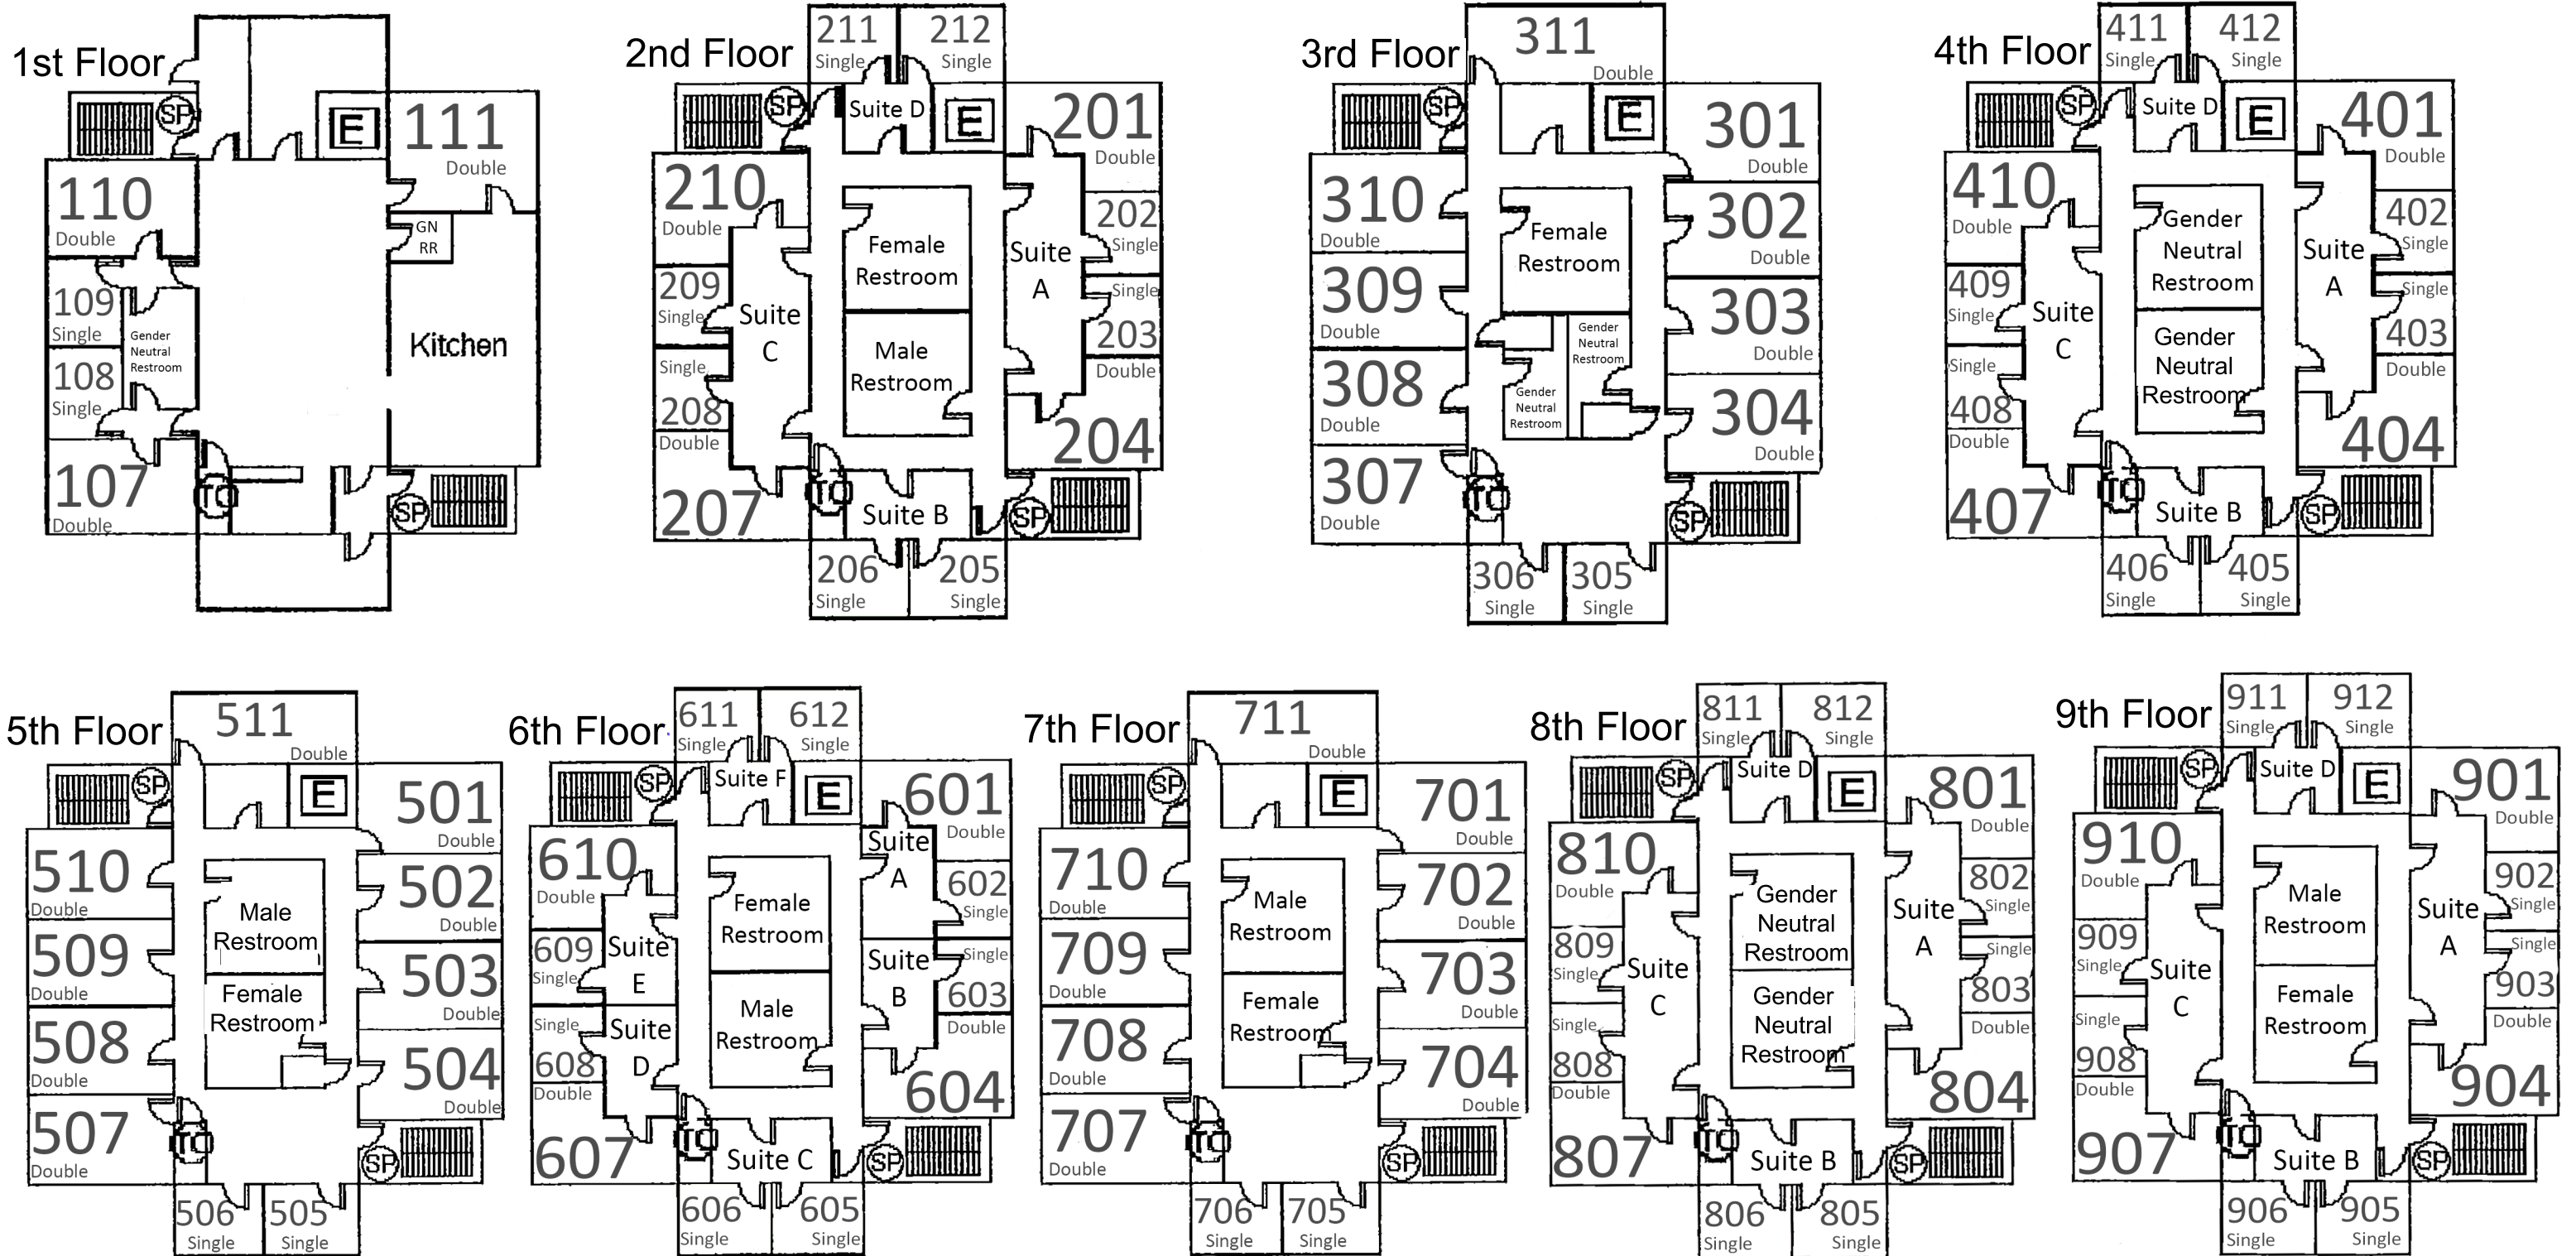 1st Floor
SP
E
111
Double
110
Double
GN
RR
109
Single
Gender
Neutral
Restroom
108
Single
Kitchen
107
Double
TC
SP
2nd Floor
211
Single
212
Single
SP
Suite D
E
201
Double
210
Double
202
Single
Female
Restroom
Suite
A
209
Single
Suite
C
Single
203
Male
Restroom
Single
208
Double
Double
204
207
TC
Suite B
SP
206
Single
205
Single
3rd Floor
311
Double
SP
E
301
Double
310
Double
302
Double
Female
Restroom
309
Double
303
Double
Gender
Neutral
Restroom
308
Double
Gender
Neutral
Restroom
304
Double
307
Double
TC
SP
306
Single
305
Single
4th Floor
411
Single
412
Single
SP
Suite D
E
401
Double
410
Double
402
Single
Gender
Neutral
Restroom
Suite
A
409
Single
Suite
C
Single
403
Gender
Neutral
Restroom
Single
408
Double
Double
404
407
TC
Suite B
SP
406
Single
405
Single
5th Floor
511
Double
SP
E
501
Double
510
Double
502
Double
Male
Restroom
509
Double
503
Double
Female
Restroom
508
Double
504
Double
507
Double
TC
SP
506
Single
505
Single
6th Floor
611
Single
612
Single
SP
Suite F
E
601
Double
610
Double
Suite
A
602
Single
Female
Restroom
609
Single
Suite
E
Suite
B
Single
603
Male
Restroom
Single
608
Suite
D
Double
Double
604
607
TC
Suite C
SP
606
Single
605
Single
7th Floor
711
Double
SP
E
701
Double
710
Double
702
Double
Male
Restroom
709
Double
703
Double
Female
Restroom
708
Double
704
Double
707
Double
TC
SP
706
Single
705
Single
8th Floor
811
Single
812
Single
SP
Suite D
E
801
Double
810
Double
802
Single
Gender
Neutral
Restroom
Suite
A
809
Single
Suite
C
Single
803
Gender
Neutral
Restroom
Single
808
Double
Double
804
807
TC
Suite B
SP
806
Single
805
Single
9th Floor
911
Single
912
Single
SP
Suite D
E
901
Double
910
Double
902
Single
Male
Restroom
Suite
A
909
Single
Suite
C
Single
903
Female
Restroom
Single
908
Double
Double
904
907
TC
Suite B
SP
906
Single
905
Single